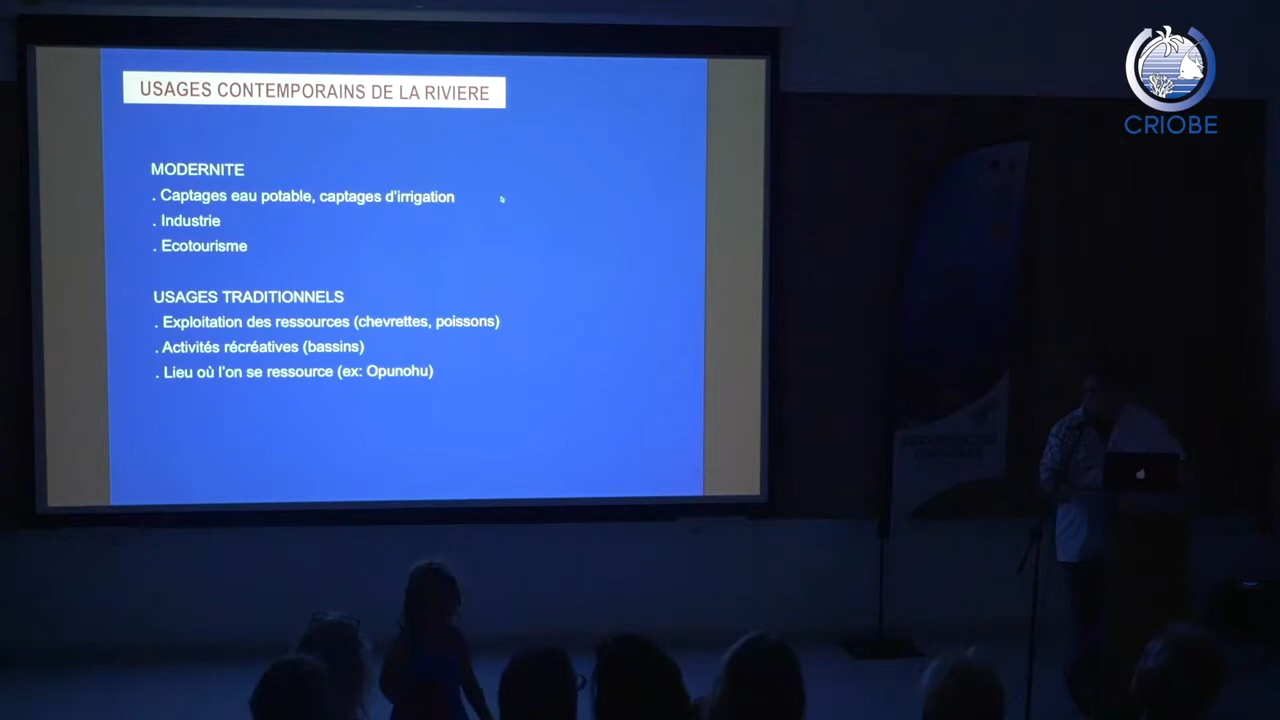 USAGES CONTEMPORAINS DE LA RIVIERE
MODERNITE
. Captages eau potable, captages d'irrigation
. Industrie
. Ecotourisme
USAGES TRADITIONNELS
. Exploitation des ressources (chevrettes, poissons)
. Activités récréatives (bassins)
. Lieu où l'on se ressource (ex: Opunohu)
CRIOBE